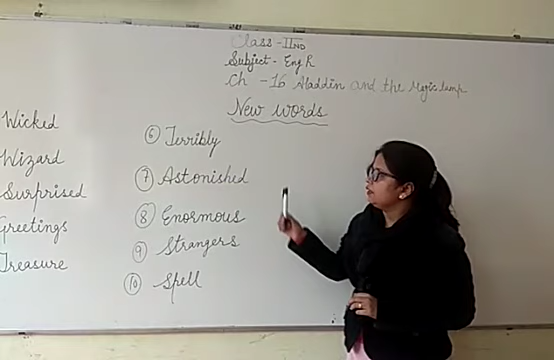 Class - IIND
Subject - Eng R
Ch - 16 Aladdin and the Magic lamp
New words
Wicked
Wizard
Surprised
Greetings
Treasure
⑥ Terribly
⑦ Astonished
⑧ Enormous
⑨ Strangers
⑩ Spell